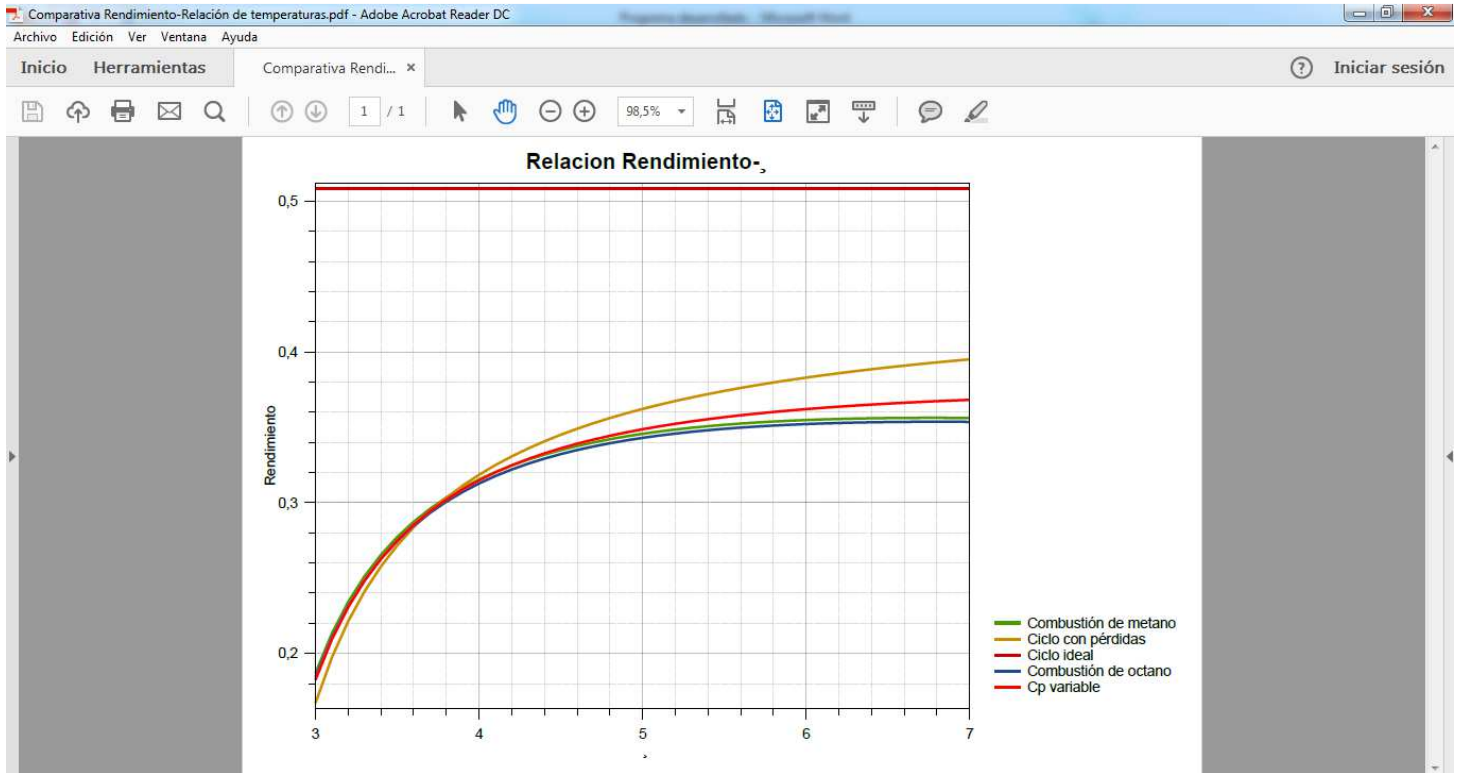 Comparativa Rendimiento-Relación de temperaturas.pdf - Adobe Acrobat Reader DC
Archivo Edición Ver Ventana Ayuda
Inicio Herramientas Comparativa Rendi... × ? Iniciar sesión
1 / 1 98,5%
Relacion Rendimiento-¸
0,5
0,4
0,3
0,2
Rendimiento
3 4 5 6 7
¸
Combustión de metano
Ciclo con pérdidas
Ciclo ideal
Combustión de octano
Cp variable